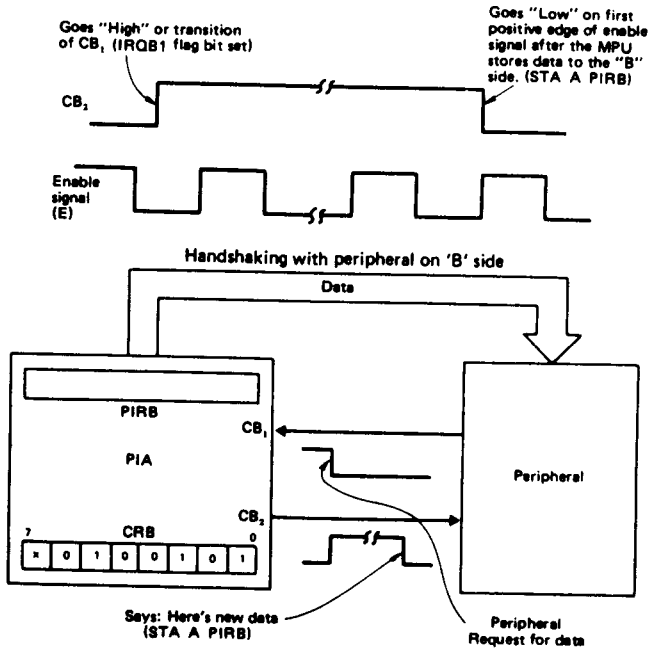 Goes "High" or transition
of CB₁ (IRQB1
flag bit set)
Goes "Low" on first
positive edge of enable
signal after the MPU
stores data to the "B"
side. (STA A PIRB)
CB₂
Enable
signal
(E)
Handshaking with peripheral on 'B' side
Data
PIRB
CB₁
PIA
Peripheral
CB₂
7
CRB
0
x 0 1 0 0 1 0 1
Says: Here's new data
(STA A PIRB)
Peripheral
Request for data